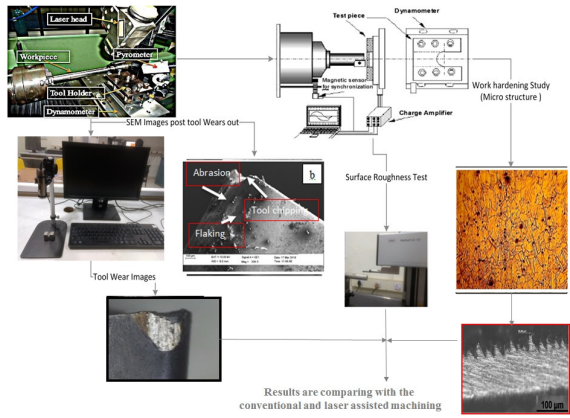 Laser head
Workpiece
Pyrometer
Tool Holder
Dynamometer
Test piece
Dynamometer
Magnetic sensor
for synchronization
Charge Amplifier
Work hardening Study
(Micro structure )
SEM Images post tool Wears out
Abrasion
b
Tool chipping
Flaking
Surface Roughness Test
Tool Wear Images
100 μm
Results are comparing with the
conventional and laser assisted machining